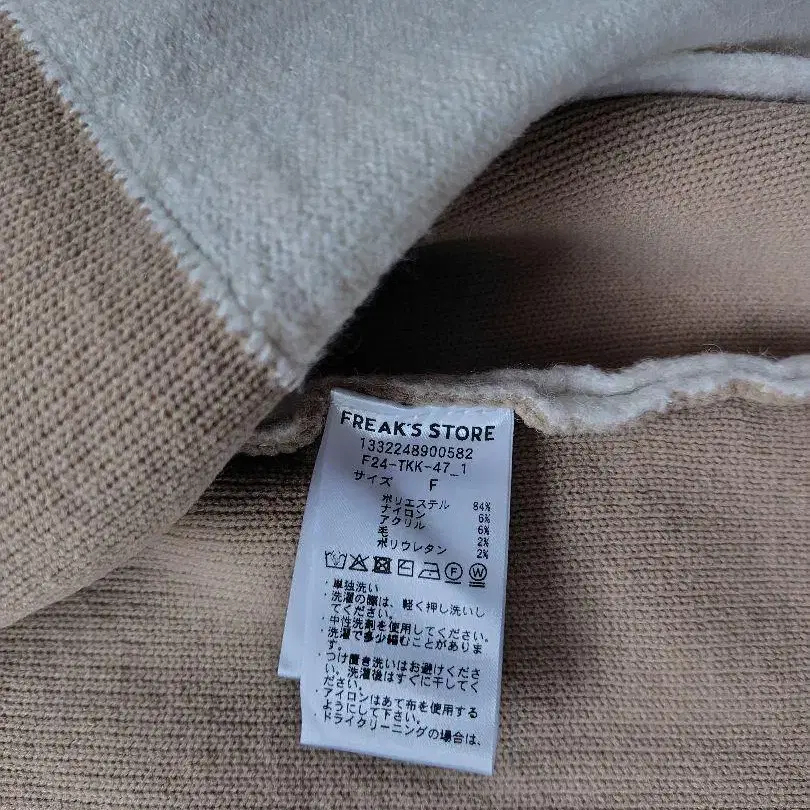 FREAK'S STORE
1332248900582
F24-TKK-47_1
サイズ F
ポリエステル 84%
ナイロン 6%
アクリル 6%
毛 2%
ポリウレタン 2%
・単独洗い
・洗濯の際は、軽く押し洗いし
てください。
・中性洗剤を使用してください。
・洗濯で多少縮むことがありま
す。
・つけ置き洗いはお避けくださ
い。洗濯後はすぐに干してく
ださい。
・アイロンはあて布を使用する
ようにして下さい。
・ドライクリーニングの場合は、